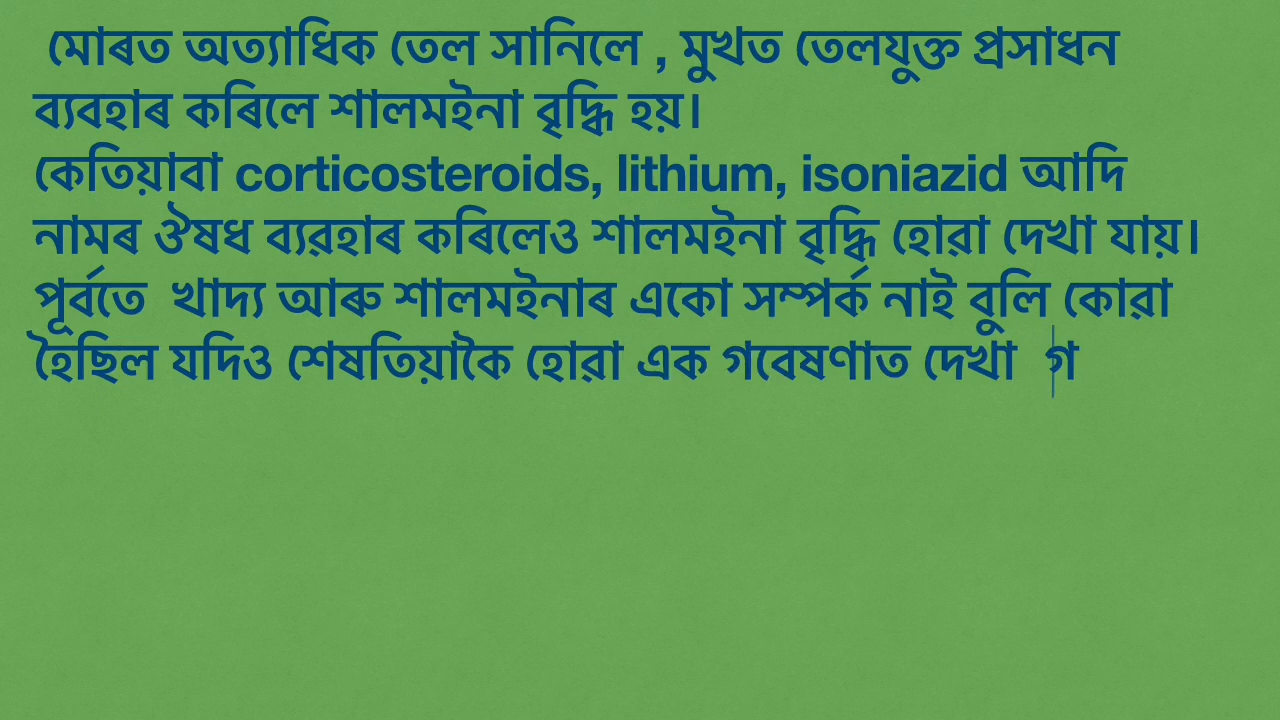 মোৰত অত্যাধিক তেল সানিলে , মুখত তেলযুক্ত প্ৰসাধন
ব্যবহাৰ কৰিলে শালমইনা বৃদ্ধি হয়।
কেতিয়াবা corticosteroids, lithium, isoniazid আদি
নামৰ ঔষধ ব্যৱহাৰ কৰিলেও শালমইনা বৃদ্ধি হোৱা দেখা যায়।
পূৰ্বতে খাদ্য আৰু শালমইনাৰ একো সম্পৰ্ক নাই বুলি কোৱা
হৈছিল যদিও শেষতিয়াকৈ হোৱা এক গবেষণাত দেখা গ